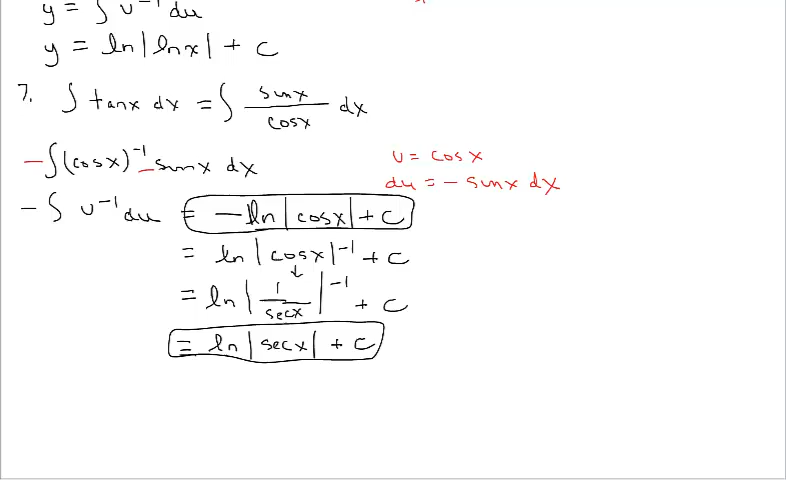 y = ∫ u⁻¹ du
y = ln|lnx| + c
7. ∫ tanx dx = ∫ sinx/cosx dx
-∫(cosx)⁻¹ -sinx dx
u = cosx
du = - sinx dx
- ∫ u⁻¹ du = -ln|cosx| + c
= ln|cosx|⁻¹ + c
= ln|1/secx|⁻¹ + c
= ln|secx| + c